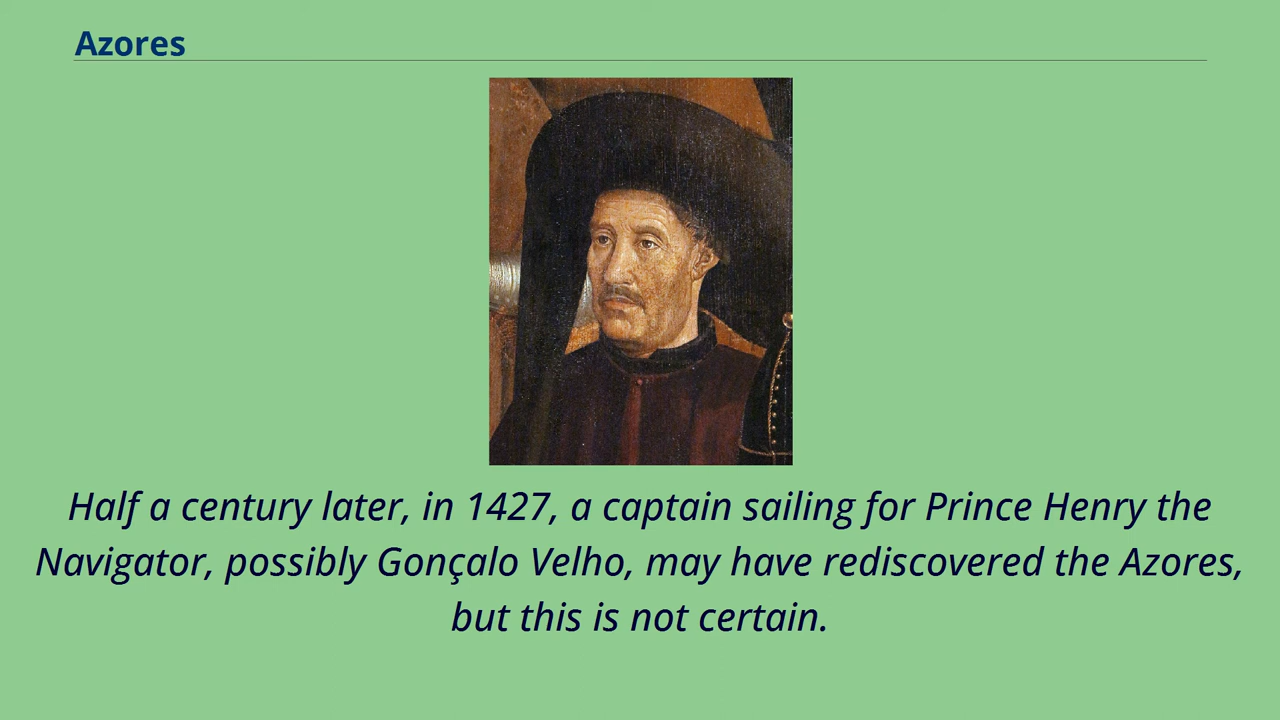 Azores
Half a century later, in 1427, a captain sailing for Prince Henry the
Navigator, possibly Gonçalo Velho, may have rediscovered the Azores,
but this is not certain.